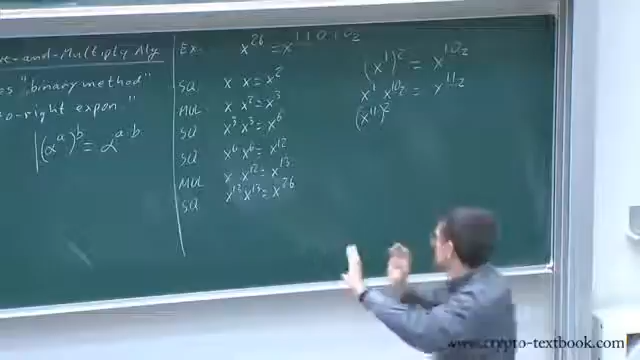 e-and-Multiply Alg
"binary method"
o-right expon.
(α^a)^b = α^{a·b}
Ex: x^26 = x^{11010_2}
SQ x x = x^2
MUL x x^2 = x^3
SQ x^3 x^3 = x^6
SQ x^6 x^6 = x^12
MUL x x^12 = x^13
SQ x^13 x^13 = x^26
(x^1)^2 = x^{10_2}
x^1 x^{10_2} = x^{11_2}
(x^{11})^2
www.crypto-textbook.com